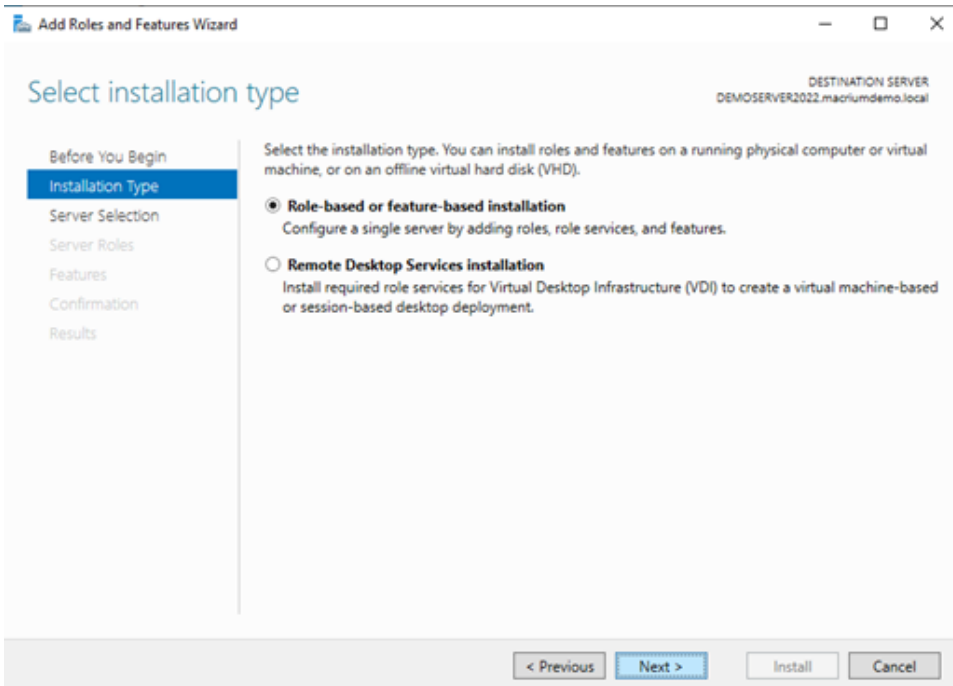 Add Roles and Features Wizard
Select installation type
DESTINATION SERVER
DEMOSERVER2022.macriumdemo.local
Before You Begin
Installation Type
Server Selection
Server Roles
Features
Confirmation
Results
Select the installation type. You can install roles and features on a running physical computer or virtual
machine, or on an offline virtual hard disk (VHD).
Role-based or feature-based installation
Configure a single server by adding roles, role services, and features.
Remote Desktop Services installation
Install required role services for Virtual Desktop Infrastructure (VDI) to create a virtual machine-based
or session-based desktop deployment.
< Previous
Next >
Install
Cancel